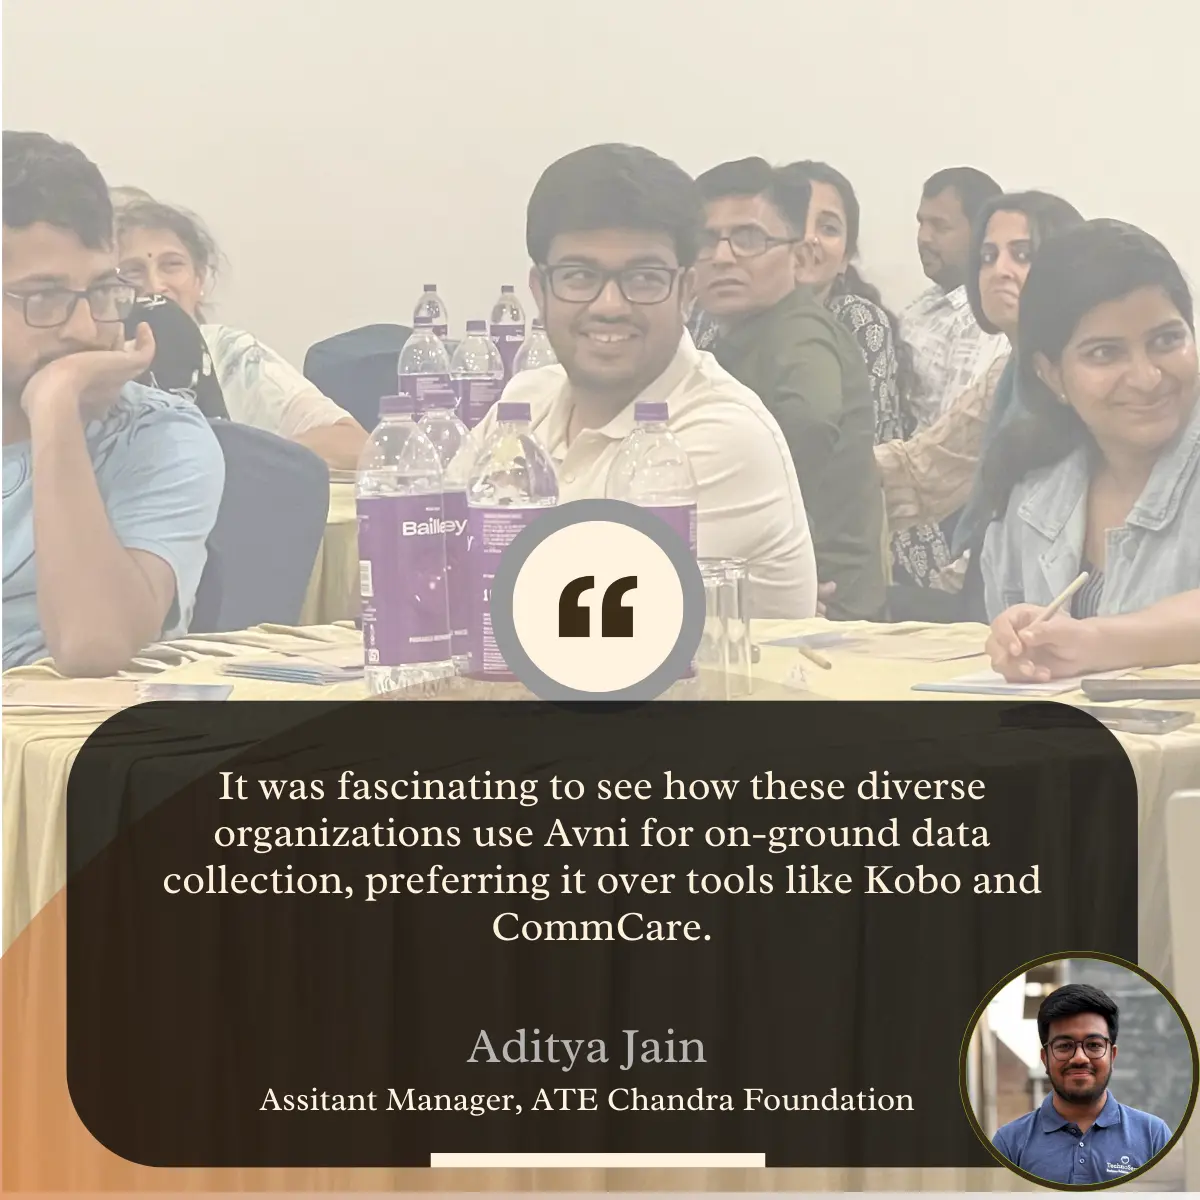 Bailley
“
It was fascinating to see how these diverse
organizations use Avni for on-ground data
collection, preferring it over tools like Kobo and
CommCare.
Aditya Jain
Assitant Manager, ATE Chandra Foundation